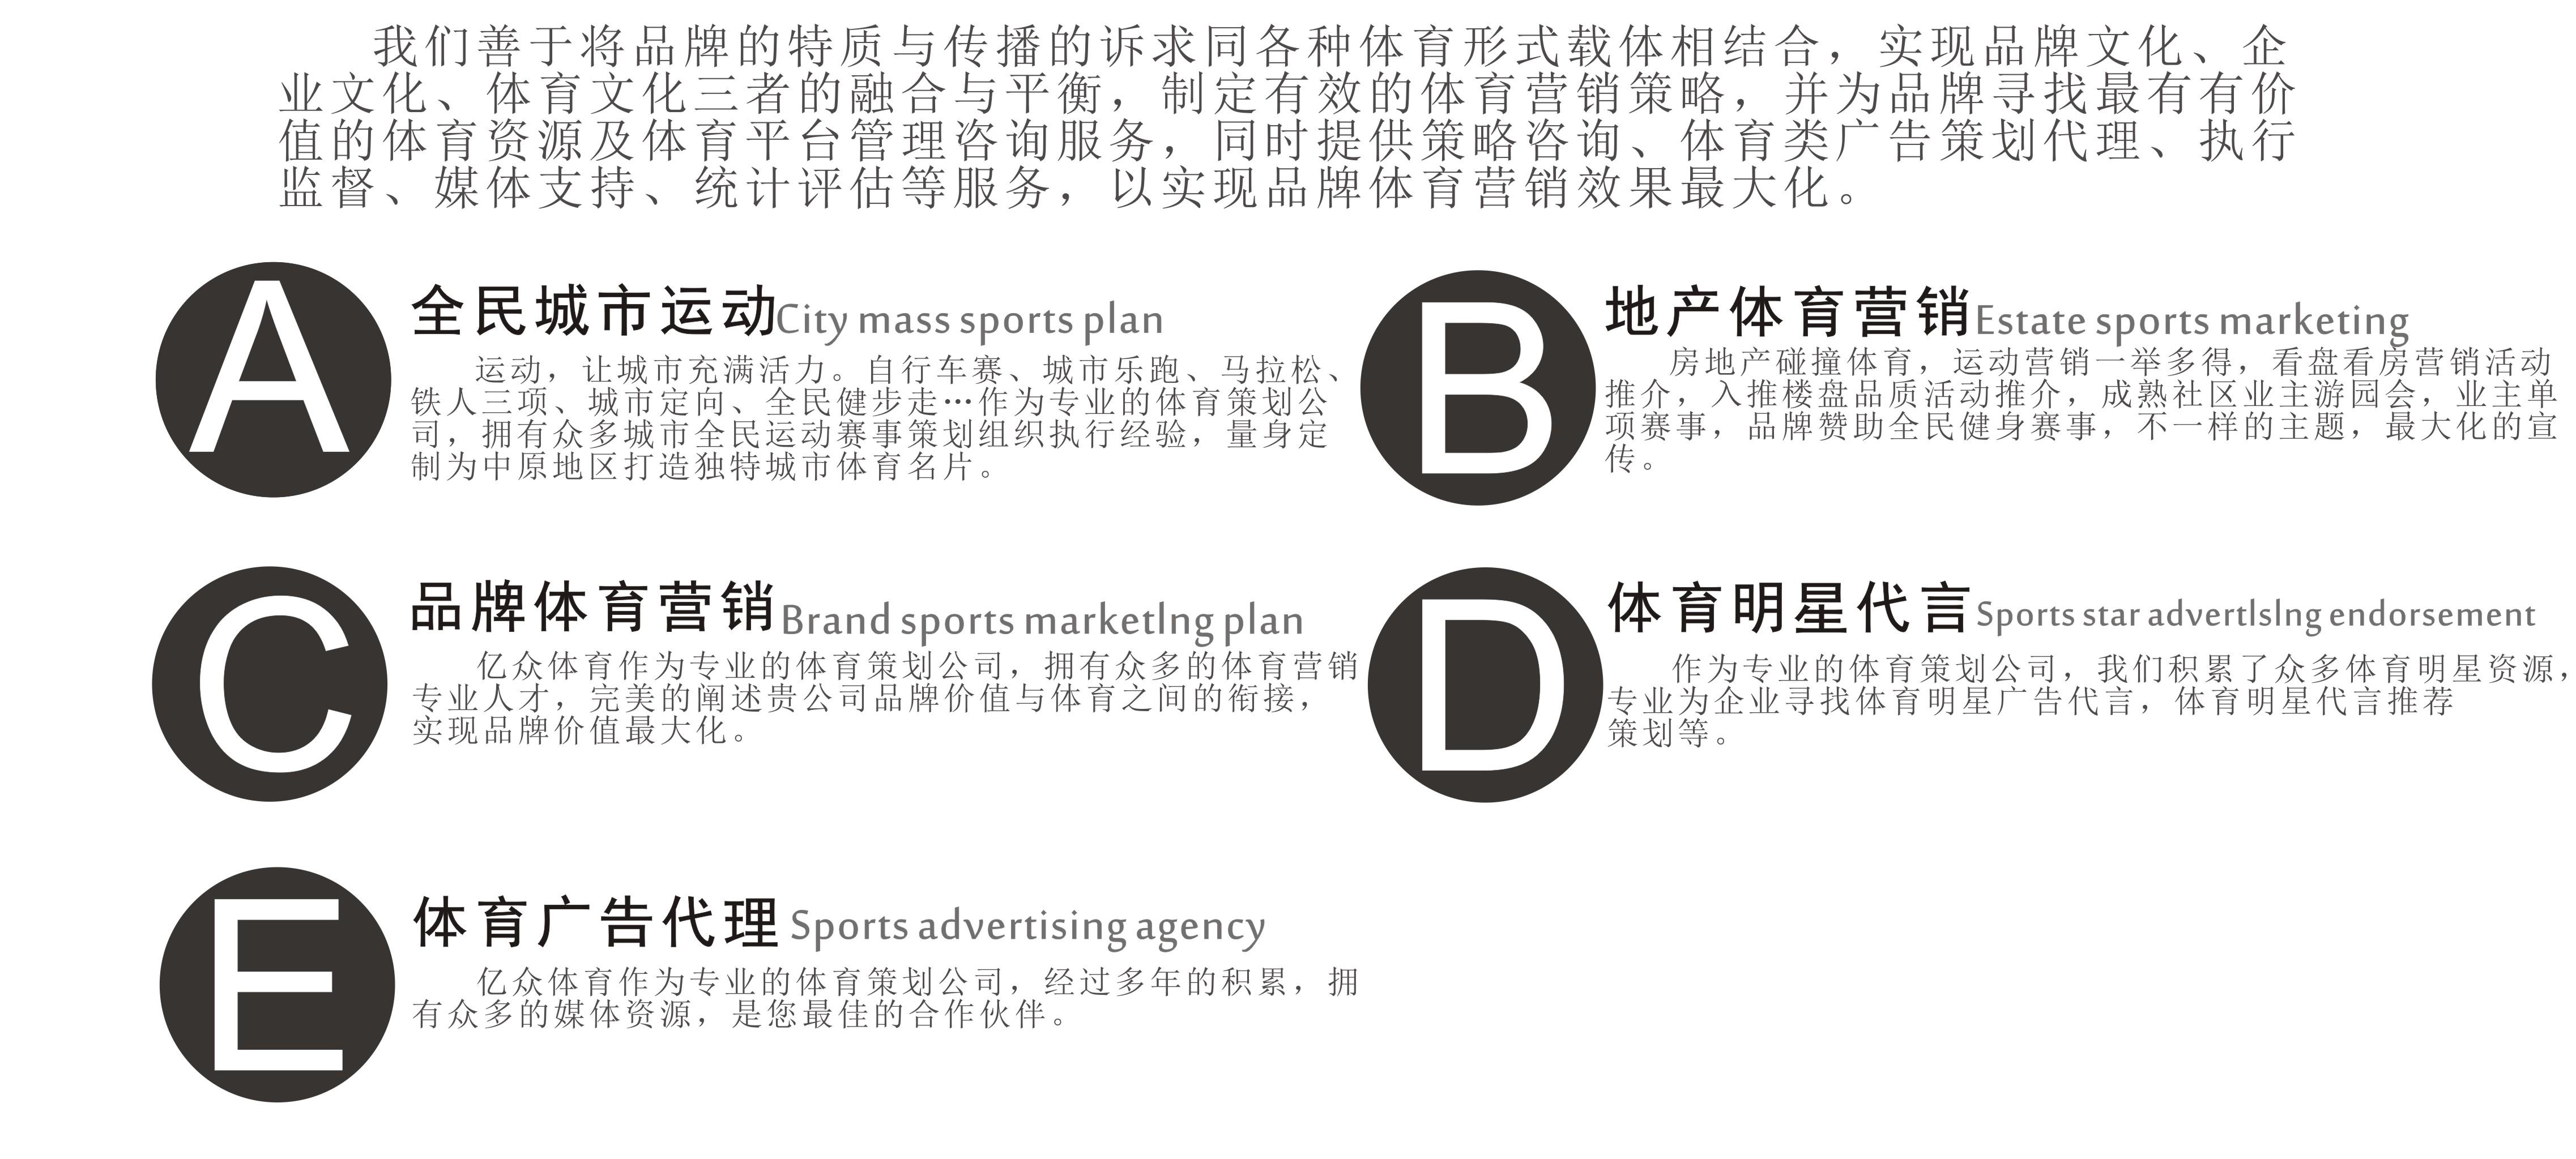 我们善于将品牌的特质与传播的诉求同各种体育形式载体相结合，实现品牌文化、企
业文化、体育文化三者的融合与平衡，制定有效的体育营销策略，并为品牌寻找最有有价
值的体育资源及体育平台管理咨询服务，同时提供策略咨询、体育类广告策划代理、执行
监督、媒体支持、统计评估等服务，以实现品牌体育营销效果最大化。
A
全民城市运动City mass sports plan
运动，让城市充满活力。自行车赛、城市乐跑、马拉松、
铁人三项、城市定向、全民健步走…作为专业的体育策划公
司，拥有众多城市全民运动赛事策划组织执行经验，量身定
制为中原地区打造独特城市体育名片。
B
地产体育营销Estate sports marketing
房地产碰撞体育，运动营销一举多得，看盘看房营销活动
推介，入推楼盘品质活动推介，成熟社区业主游园会，业主单
项赛事，品牌赞助全民健身赛事，不一样的主题，最大化的宣
传。
C
品牌体育营销Brand sports marketlng plan
亿众体育作为专业的体育策划公司，拥有众多的体育营销
专业人才，完美的阐述贵公司品牌价值与体育之间的衔接，
实现品牌价值最大化。
D
体育明星代言Sports star advertlslng endorsement
作为专业的体育策划公司，我们积累了众多体育明星资源，
专业为企业寻找体育明星广告代言，体育明星代言推荐
策划等。
E
体育广告代理 Sports advertising agency
亿众体育作为专业的体育策划公司，经过多年的积累，拥
有众多的媒体资源，是您最佳的合作伙伴。